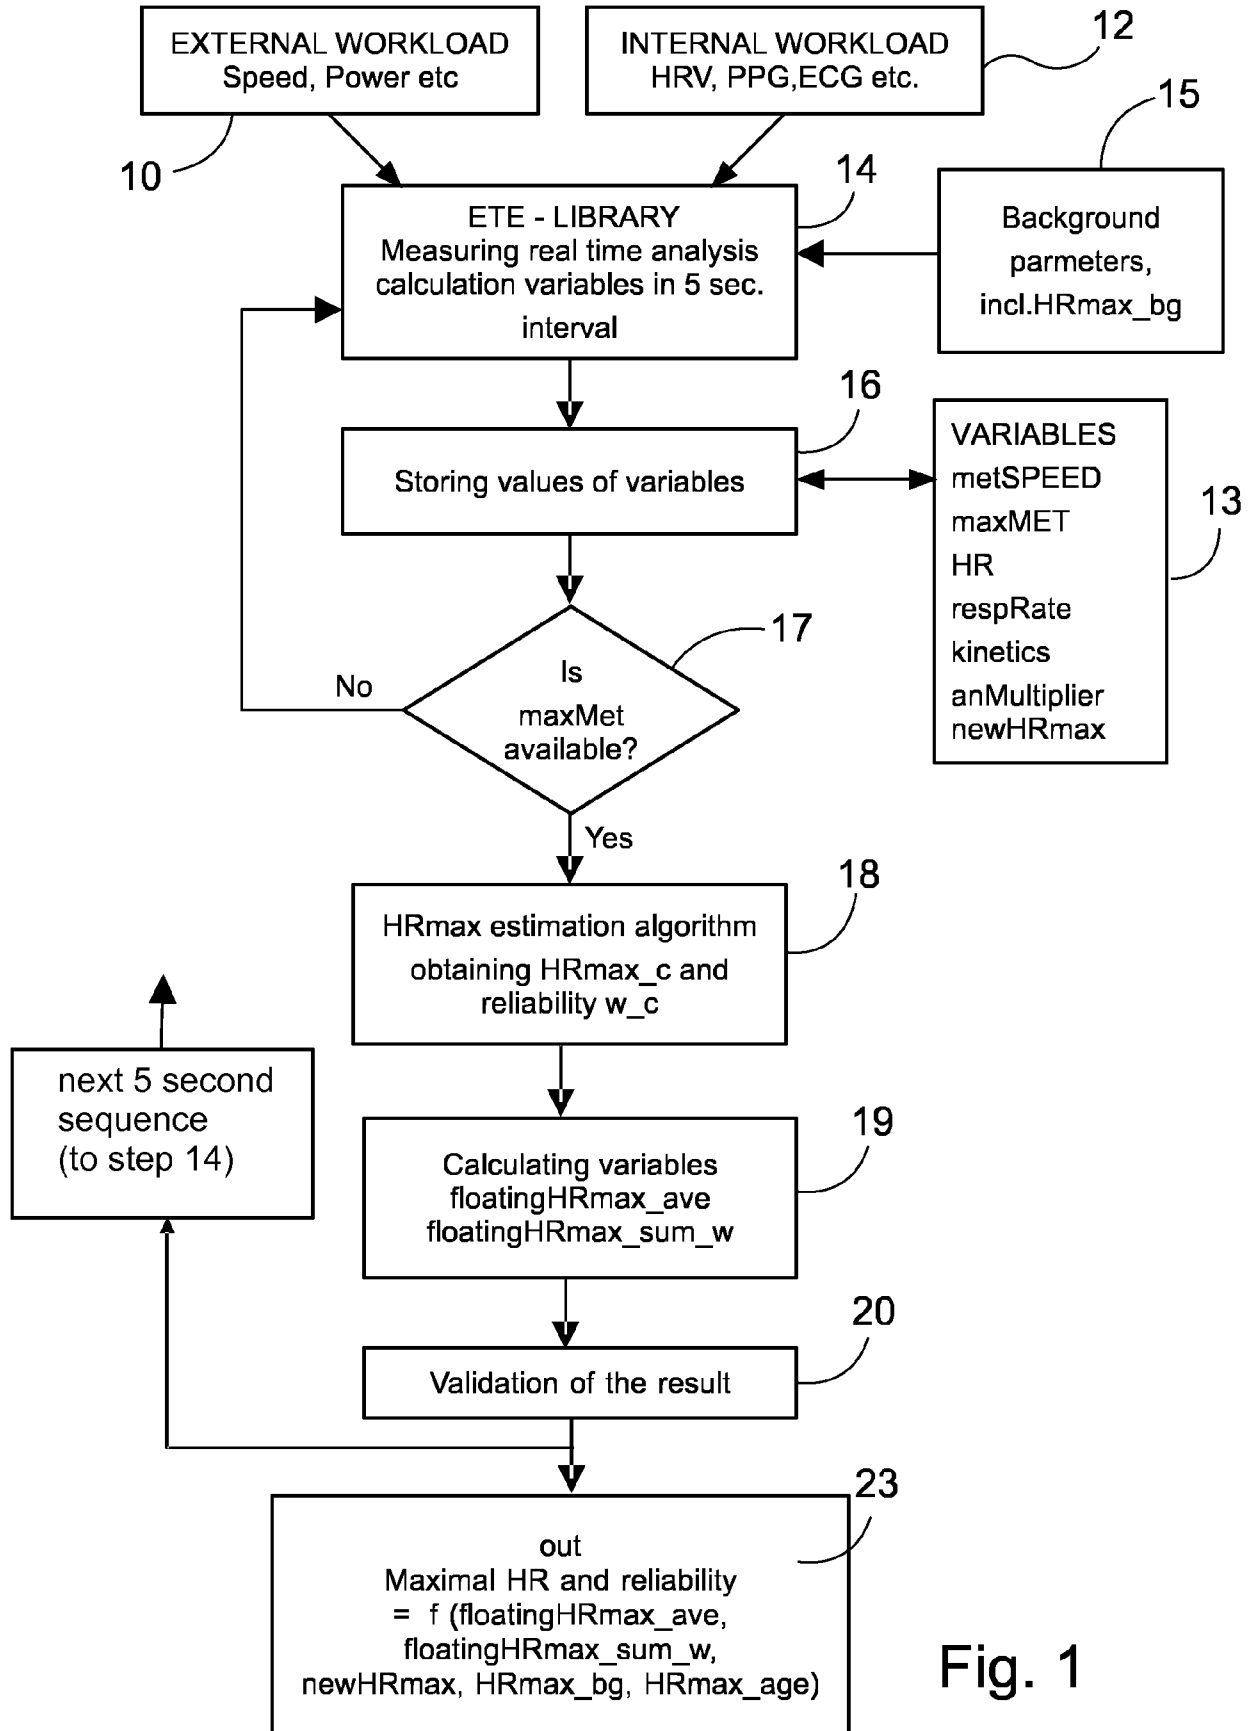 EXTERNAL WORKLOAD
Speed, Power etc
INTERNAL WORKLOAD
HRV, PPG,ECG etc.
12
10
15
14
ETE - LIBRARY
Measuring real time analysis
calculation variables in 5 sec.
interval
Background
parmeters,
incl.HRmax_bg
16
Storing values of variables
VARIABLES
metSPEED
maxMET
HR
respRate
kinetics
anMultiplier
newHRmax
13
17
Is
maxMet
available?
No
Yes
18
HRmax estimation algorithm
obtaining HRmax_c and
reliability w_c
next 5 second
sequence
(to step 14)
19
Calculating variables
floatingHRmax_ave
floatingHRmax_sum_w
20
Validation of the result
23
out
Maximal HR and reliability
= f (floatingHRmax_ave,
floatingHRmax_sum_w,
newHRmax, HRmax_bg, HRmax_age)
Fig. 1